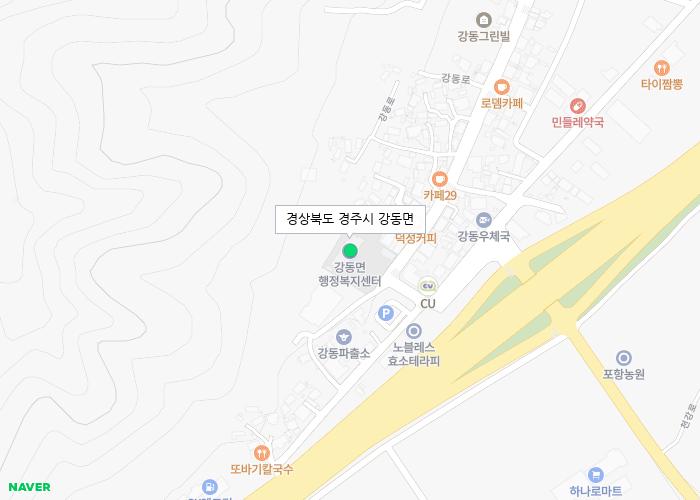 강동그린빌
타이짬뽕
강동로
로뎀카페
강동로
민들레약국
카페29
경상북도 경주시 강동면
덕성커피
강동우체국
강동면
행정복지센터
CU
CU
P
강동파출소
노블레스
효소테라피
포항농원
천강로
또바기칼국수
하나로마트
NAVER